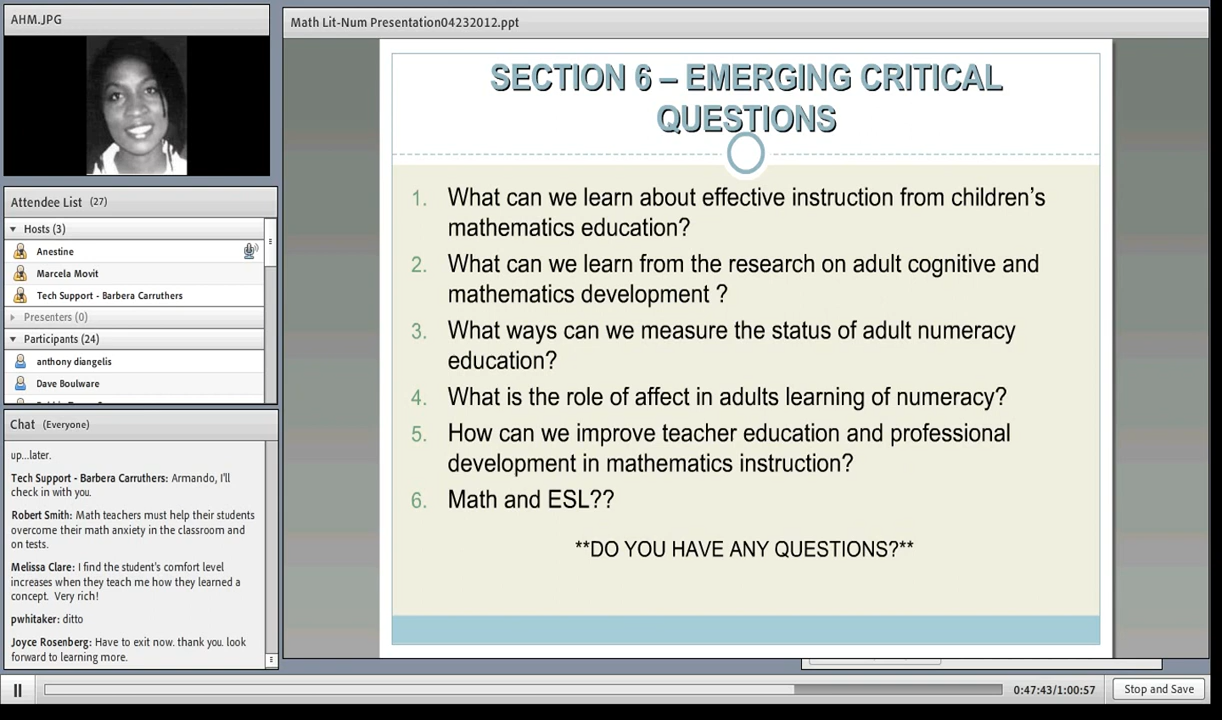 AHM.JPG
Attendee List (27)
Hosts (3)
Anestine
Marcela Movit
Tech Support - Barbera Carruthers
Presenters (0)
Participants (24)
anthony diangelis
Dave Boulware
Chat (Everyone)
up...later.
Tech Support - Barbera Carruthers: Armando, I'll
check in with you.
Robert Smith: Math teachers must help their students
overcome their math anxiety in the classroom and
on tests.
Melissa Clare: I find the student's comfort level
increases when they teach me how they learned a
concept. Very rich!
pwhitaker: ditto
Joyce Rosenberg: Have to exit now. thank you. look
forward to learning more.
Math Lit-Num Presentation04232012.ppt
SECTION 6 – EMERGING CRITICAL
QUESTIONS
1. What can we learn about effective instruction from children's
mathematics education?
2. What can we learn from the research on adult cognitive and
mathematics development ?
3. What ways can we measure the status of adult numeracy
education?
4. What is the role of affect in adults learning of numeracy?
5. How can we improve teacher education and professional
development in mathematics instruction?
6. Math and ESL??
**DO YOU HAVE ANY QUESTIONS?**
0:47:43/1:00:57
Stop and Save